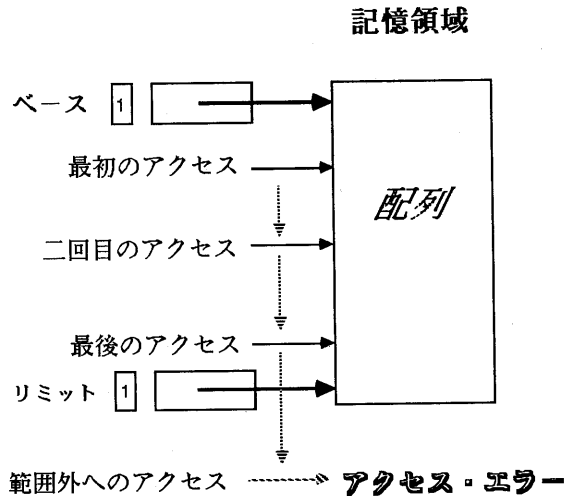 記憶領域
ベース 1
最初のアクセス
配列
二回目のアクセス
最後のアクセス
リミット 1
範囲外へのアクセス アクセス・エラー